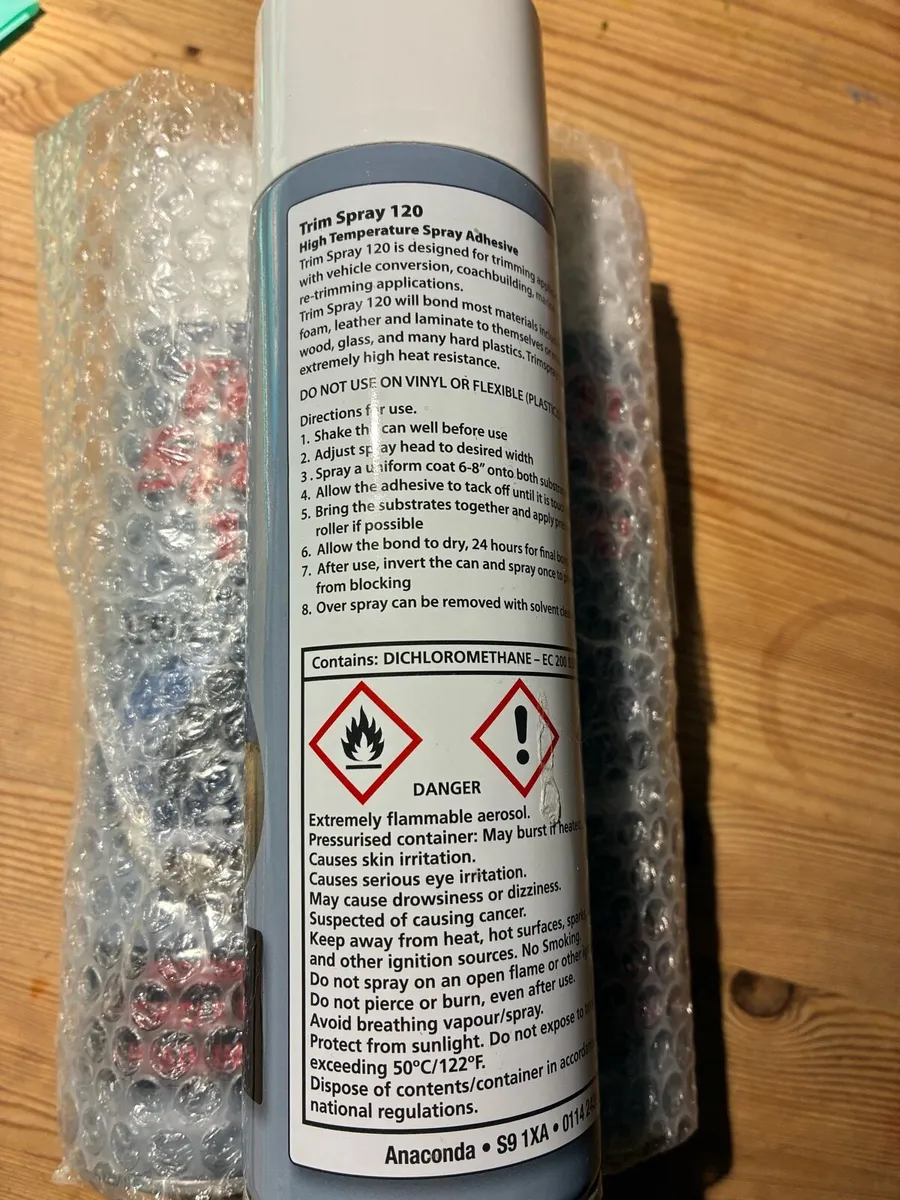 Trim Spray 120
High Temperature Spray Adhesive
Trim Spray 120 is designed for trimming
with vehicle conversion, coachbuilding,
re-trimming applications.
Trim Spray 120 will bond most materials
foam, leather and laminate to themselves or
wood, glass, and many hard plastics. Trimspray
extremely high heat resistance.
DO NOT USE ON VINYL OR FLEXIBLE
Directions for use.
1. Shake the can well before use
2. Adjust spray head to desired width
3. Spray a uniform coat 6-8” onto both
4. Allow the adhesive to tack off until it is
5. Bring the substrates together and apply
roller if possible
6. Allow the bond to dry, 24 hours for final
7. After use, invert the can and spray once to
from blocking
8. Over spray can be removed with solvent
Contains: DICHLOROMETHANE – EC 200
DANGER
Extremely flammable aerosol.
Pressurised container: May burst if heated
Causes skin irritation.
Causes serious eye irritation.
May cause drowsiness or dizziness.
Suspected of causing cancer.
Keep away from heat, hot surfaces,
and other ignition sources. No Smoking.
Do not spray on an open flame or other
Do not pierce or burn, even after use.
Avoid breathing vapour/spray.
Protect from sunlight. Do not expose to
exceeding 50°C/122°F.
Dispose of contents/container in
national regulations.
Anaconda • S9 1XA • 0114